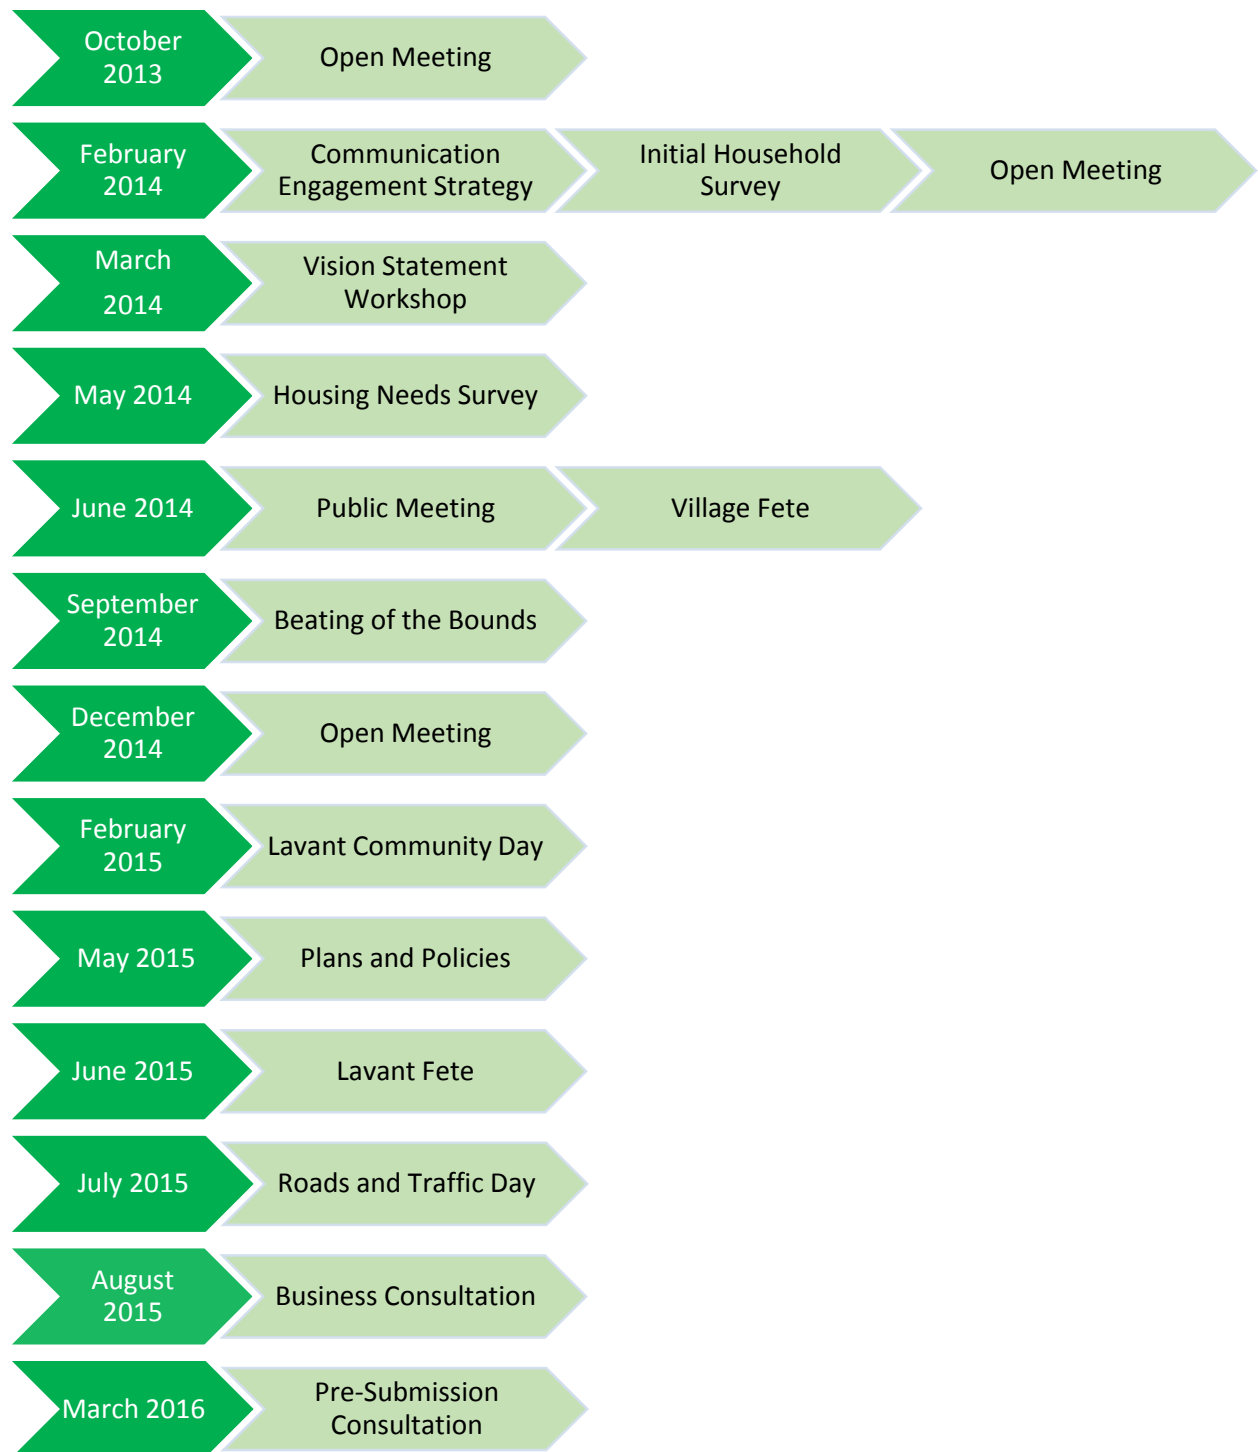 October
2013
Open Meeting
February
2014
Communication
Engagement Strategy
Initial Household
Survey
Open Meeting
March
2014
Vision Statement
Workshop
May 2014
Housing Needs Survey
June 2014
Public Meeting
Village Fete
September
2014
Beating of the Bounds
December
2014
Open Meeting
February
2015
Lavant Community Day
May 2015
Plans and Policies
June 2015
Lavant Fete
July 2015
Roads and Traffic Day
August
2015
Business Consultation
March 2016
Pre-Submission
Consultation